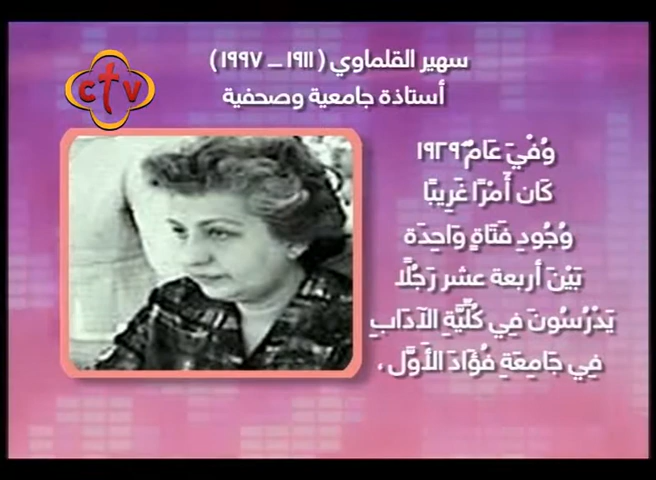 سهير القلماوي ( ١٩١١ – ١٩٩٧ )
أستاذة جامعية وصحفية
ctv
وُفْيَ عَامٌ ١٩٢٩
كَان أَمْرًا غَرِيبًا
وُجُودِ فَتَاةٍ وَاحِدَة
بَيْنَ أربعة عشر رَجُلًا
يَدْرُسُونَ فِي كُلِّيَّةِ الآدَابِ
فِي جَامِعَةِ فُؤَادَ الأَوَّل ،